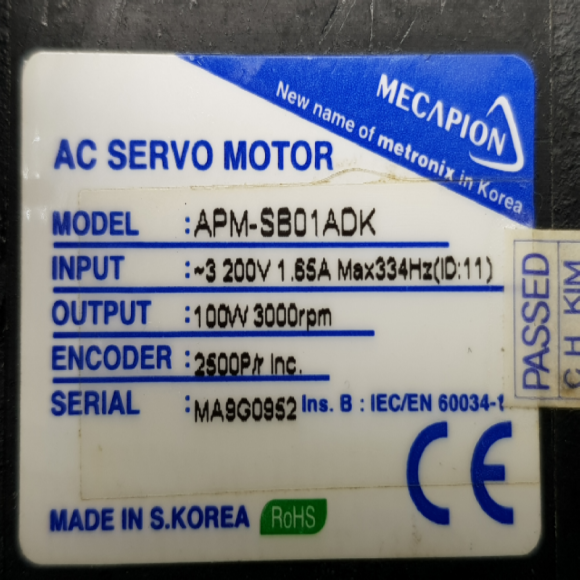 MECAPION
New name of metronix in Korea
AC SERVO MOTOR
MODEL : APM-SB01ADK
INPUT : ~3 200V 1.65A Max334Hz(ID:11)
OUTPUT : 100W 3000rpm
ENCODER : 2500P/r Inc.
SERIAL : MA9G0952 Ins. B : IEC/EN 60034-1
CE
MADE IN S.KOREA RoHS
PASSED
C.H. KIM